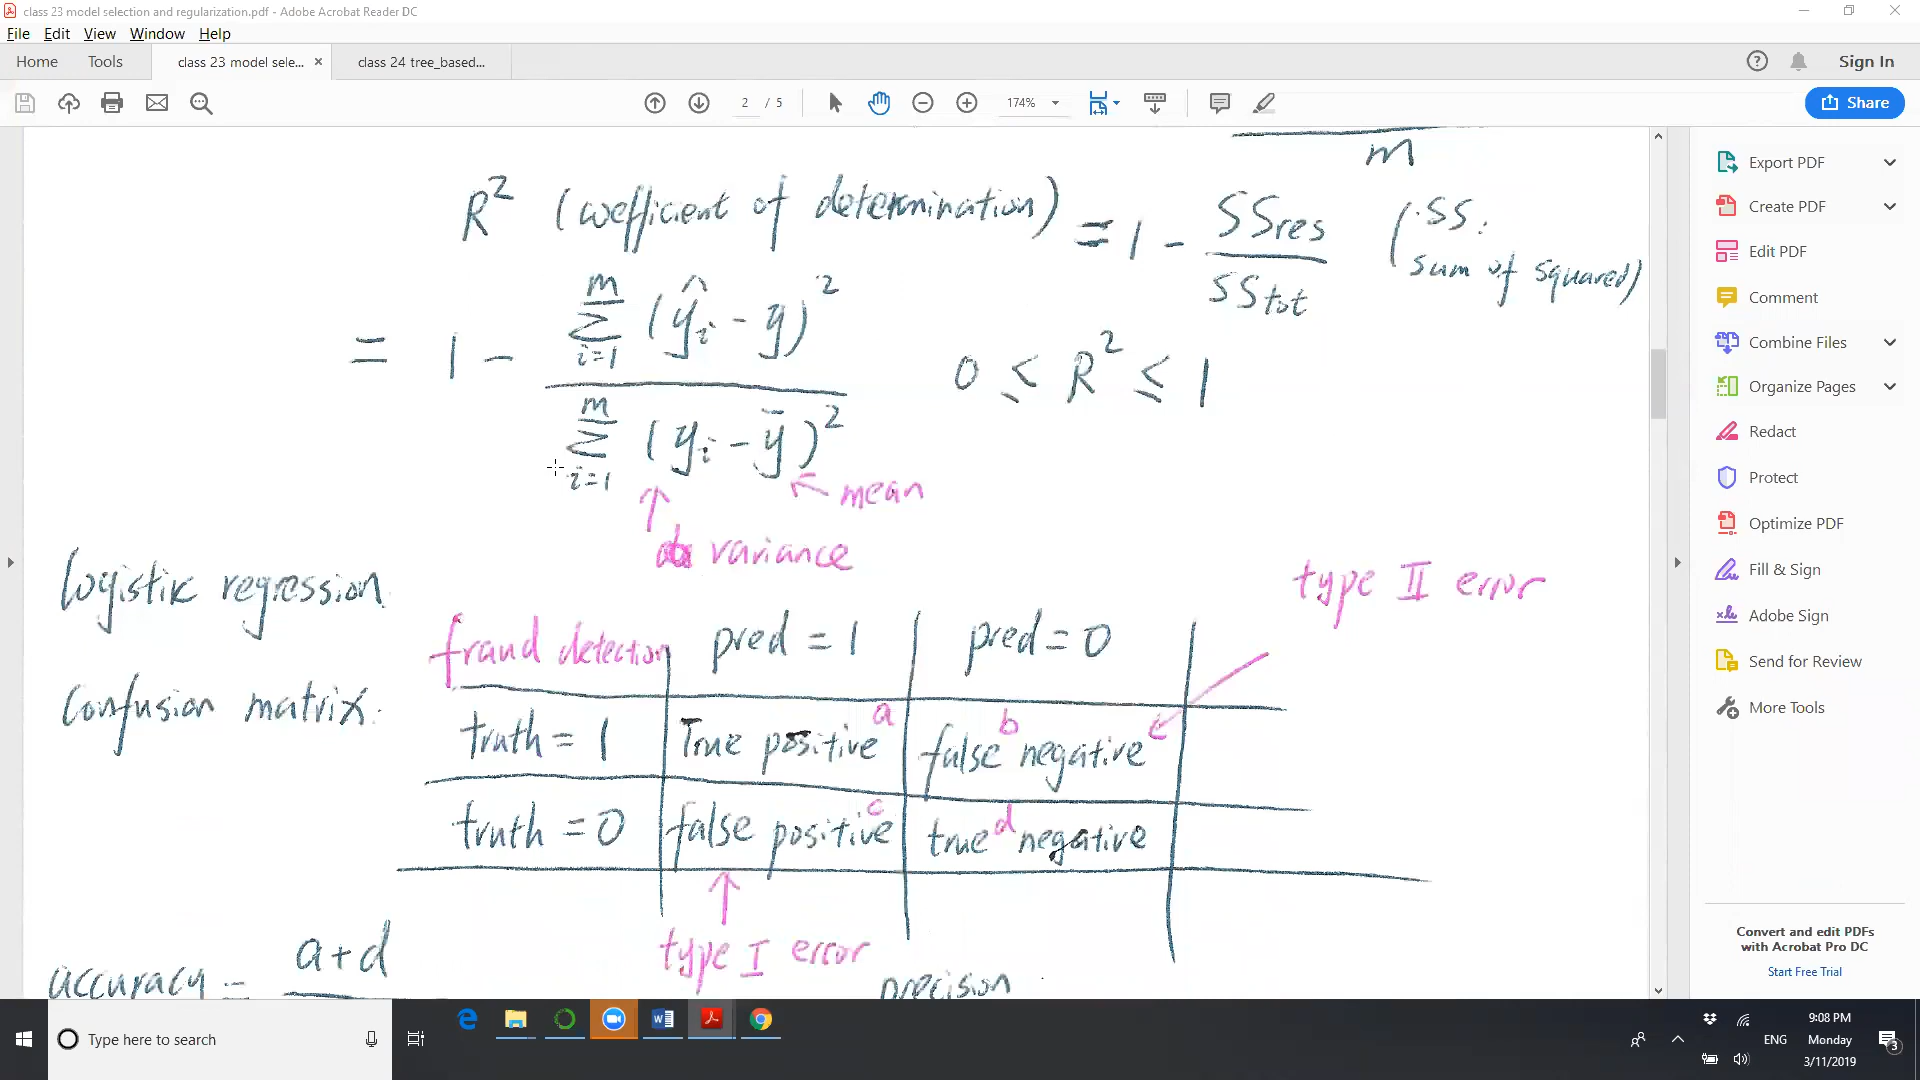 class 23 model selection and regularization.pdf - Adobe Acrobat Reader DC
File Edit View Window Help
Home Tools class 23 model sele... × class 24 tree_based...
Sign In
2 / 5 174%
Share
m
R² (coefficient of determination) = 1 - SSres / SStot (SS: sum of squared)
= 1 - Σ i=1 m (ŷi - y)² / Σ i=1 m (yi - ȳ)² 0 ≤ R² ≤ 1
mean
variance
Logistic regression
type II error
fraud detection pred = 1 pred = 0
confusion matrix.
truth = 1 True positive a false negative b
truth = 0 false positive c true negative d
type I error
accuracy = a+d
precision
Export PDF
Create PDF
Edit PDF
Comment
Combine Files
Organize Pages
Redact
Protect
Optimize PDF
Fill & Sign
Adobe Sign
Send for Review
More Tools
Convert and edit PDFs
with Acrobat Pro DC
Start Free Trial
Type here to search
ENG
9:08 PM
Monday
3/11/2019
3